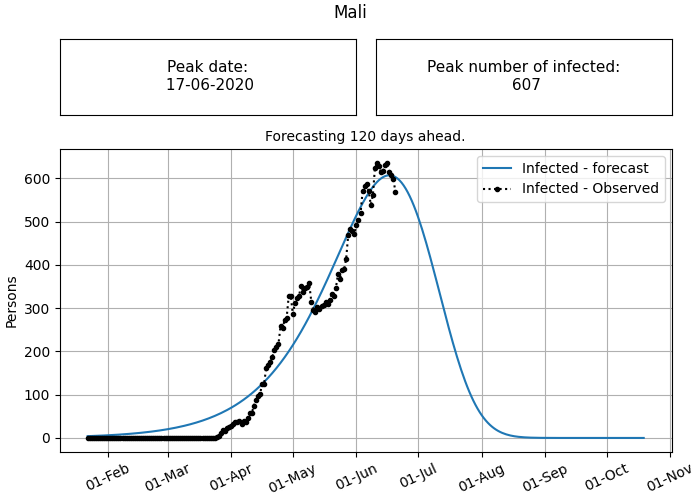 Mali
Peak date:
17-06-2020
Peak number of infected:
607
Forecasting 120 days ahead.
Infected - forecast
Infected - Observed
Persons
600
500
400
300
200
100
0
01-Feb
01-Mar
01-Apr
01-May
01-Jun
01-Jul
01-Aug
01-Sep
01-Oct
01-Nov